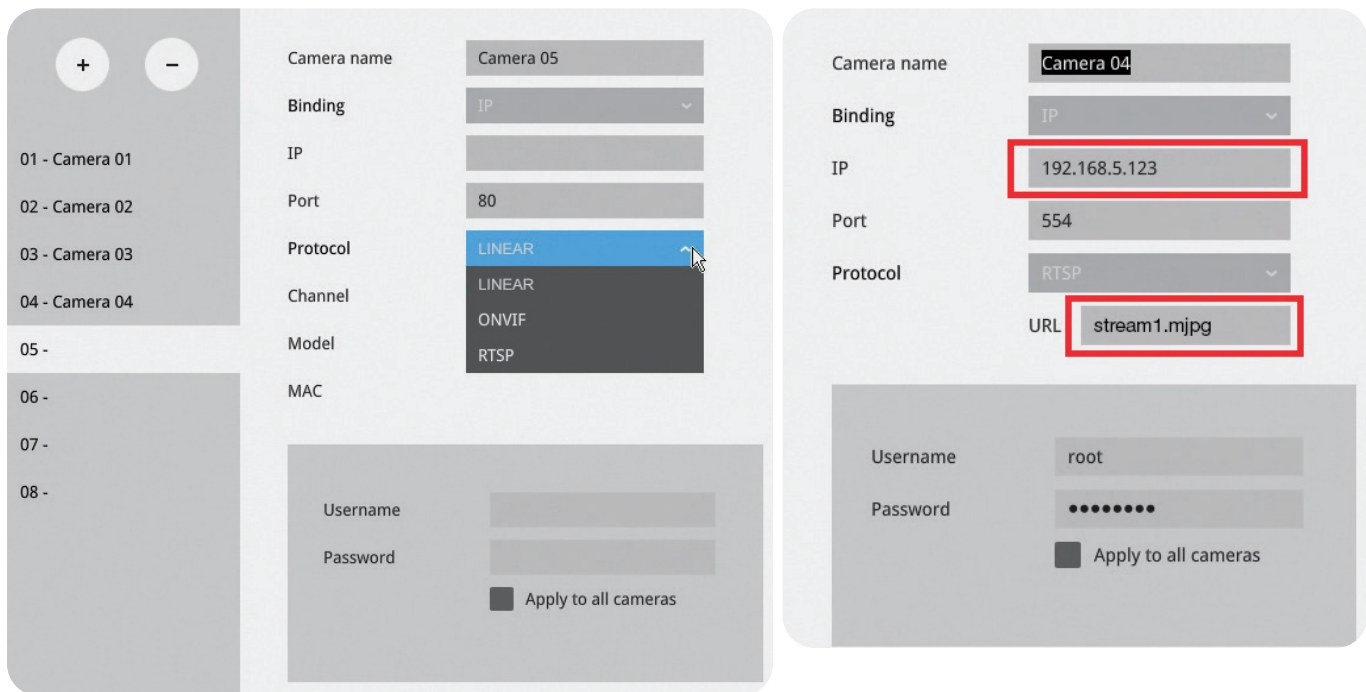 + −
01 - Camera 01
02 - Camera 02
03 - Camera 03
04 - Camera 04
05 -
06 -
07 -
08 -
Camera name Camera 05
Binding IP
IP
Port 80
Protocol LINEAR
LINEAR
Channel
ONVIF
Model
RTSP
MAC
Username
Password
Apply to all cameras
Camera name Camera 04
Binding IP
IP 192.168.5.123
Port 554
Protocol RTSP
URL stream1.mjpg
Username root
Password ●●●●●●●●
Apply to all cameras